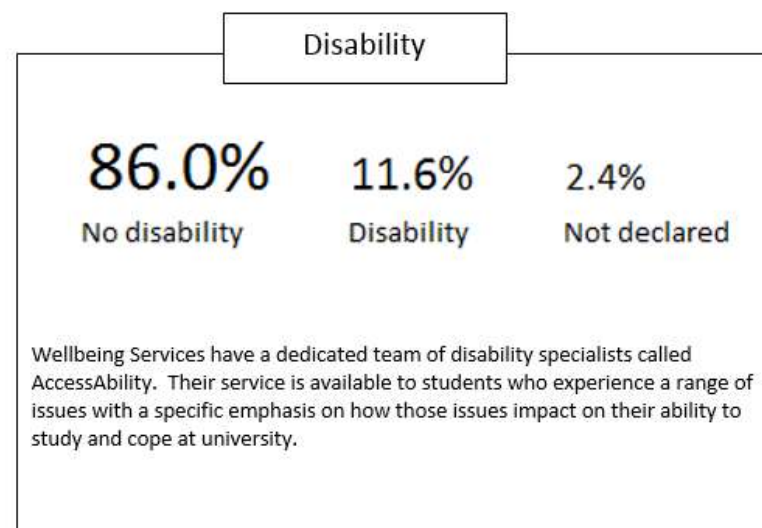 Disability
86.0% 11.6% 2.4%
No disability Disability Not declared
Wellbeing Services have a dedicated team of disability specialists called
AccessAbility.  Their service is available to students who experience a range of
issues with a specific emphasis on how those issues impact on their ability to
study and cope at university.